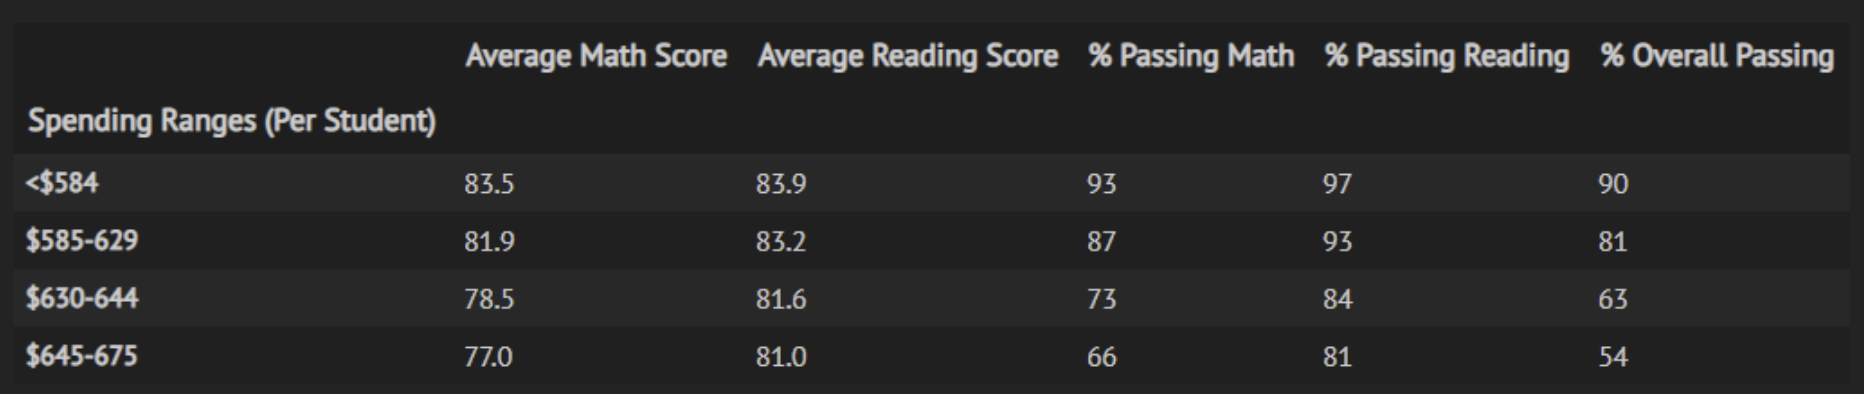 Average Math Score Average Reading Score % Passing Math % Passing Reading % Overall Passing
Spending Ranges (Per Student)
<$584 83.5 83.9 93 97 90
$585-629 81.9 83.2 87 93 81
$630-644 78.5 81.6 73 84 63
$645-675 77.0 81.0 66 81 54